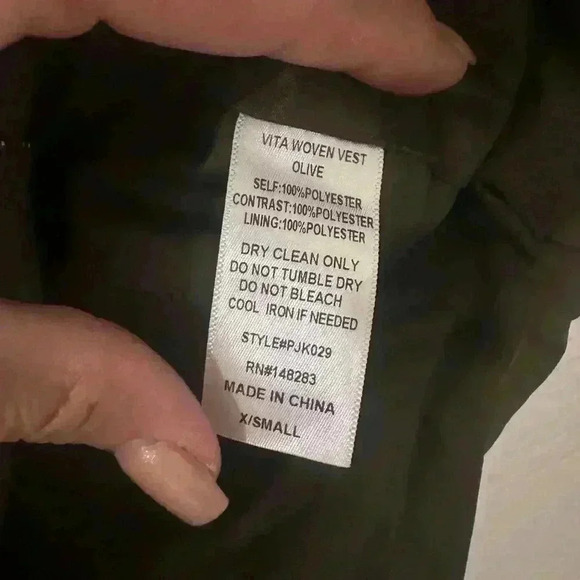 VITA WOVEN VEST
OLIVE
SELF:100%POLYESTER
CONTRAST:100%POLYESTER
LINING:100%POLYESTER
DRY CLEAN ONLY
DO NOT TUMBLE DRY
DO NOT BLEACH
COOL IRON IF NEEDED
STYLE#PJK029
RN#148283
MADE IN CHINA
X/SMALL